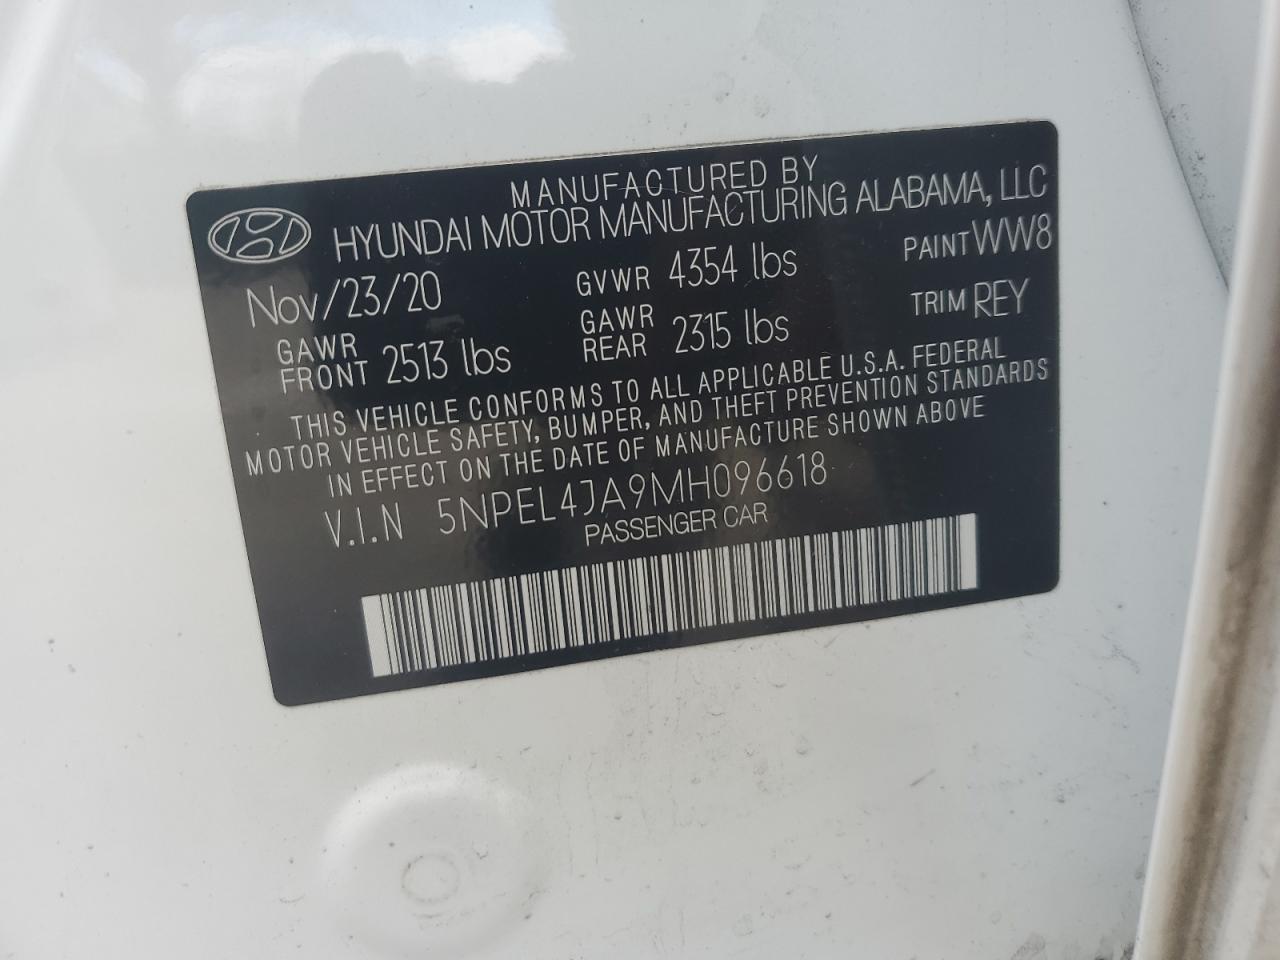 MANUFACTURED BY
HYUNDAI MOTOR MANUFACTURING ALABAMA, LLC
Nov/23/20 GVWR 4354 lbs PAINT WW8
GAWR FRONT 2513 lbs GAWR REAR 2315 lbs TRIM REY
THIS VEHICLE CONFORMS TO ALL APPLICABLE U.S.A. FEDERAL
MOTOR VEHICLE SAFETY, BUMPER, AND THEFT PREVENTION STANDARDS
IN EFFECT ON THE DATE OF MANUFACTURE SHOWN ABOVE
V.I.N 5NPEL4JA9MH096618
PASSENGER CAR